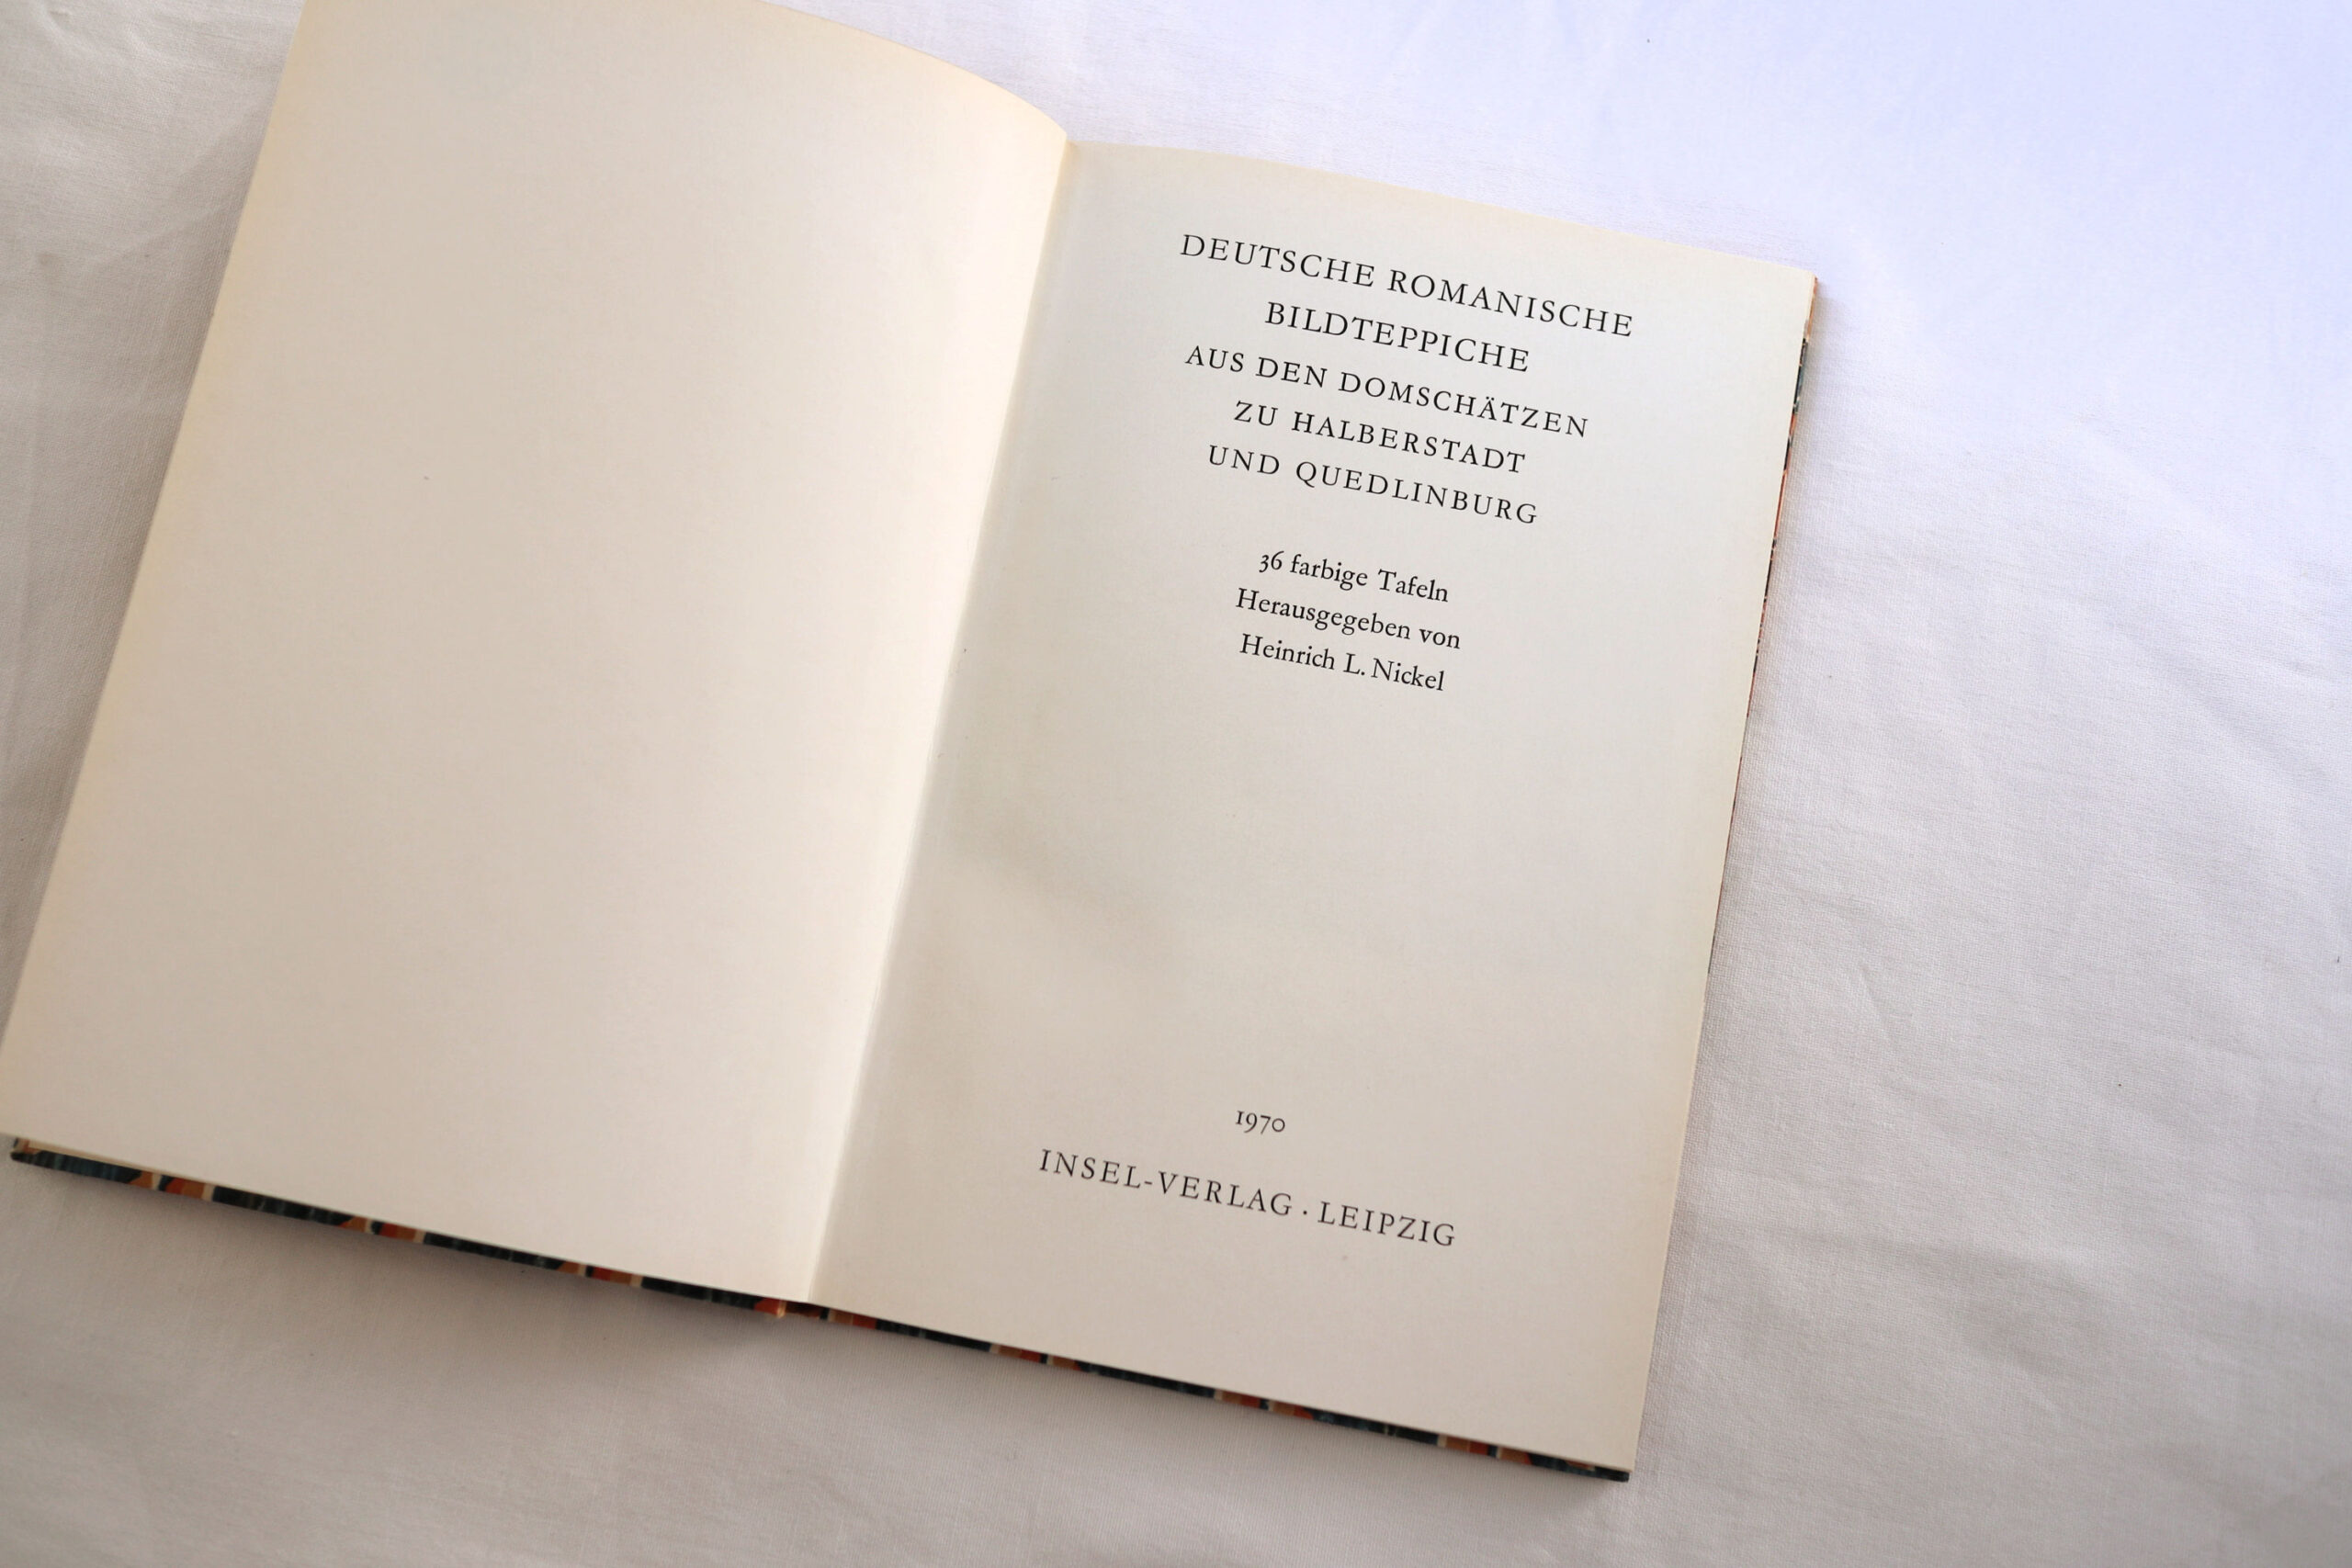 DEUTSCHE ROMANISCHE
BILDTEPPICHE
AUS DEN DOMSCHÄTZEN
ZU HALBERSTADT
UND QUEDLINBURG
36 farbige Tafeln
Herausgegeben von
Heinrich L. Nickel
1970
INSEL-VERLAG · LEIPZIG